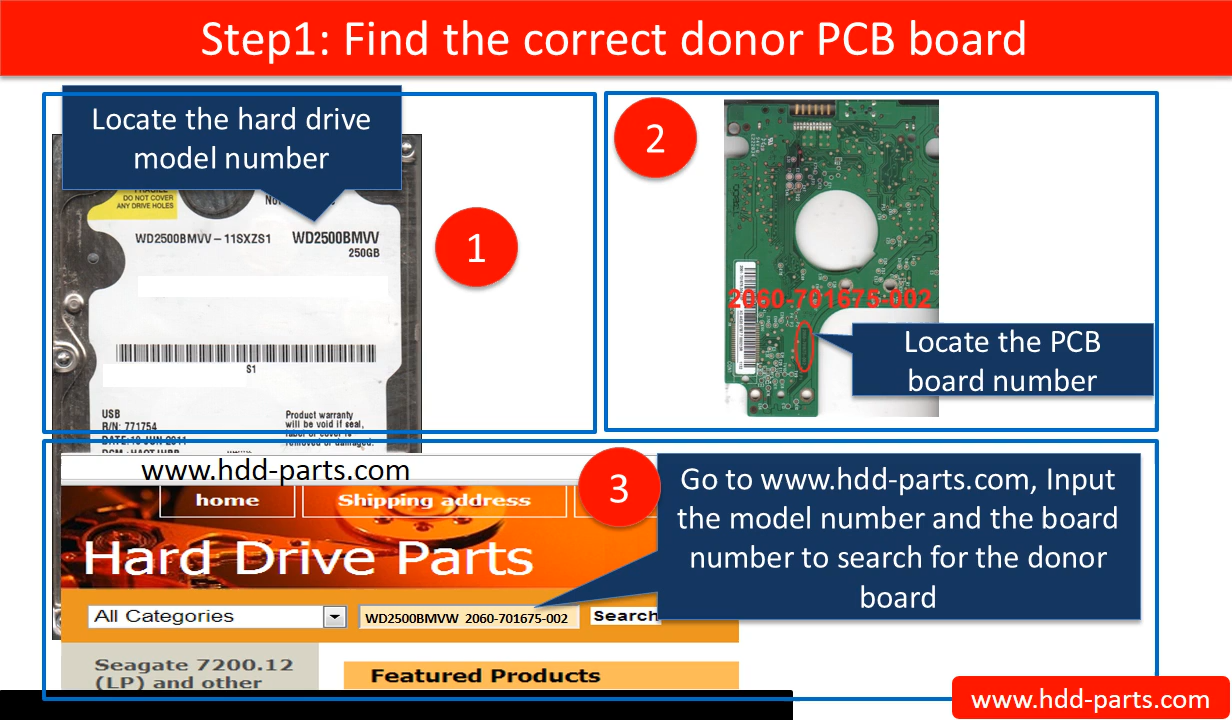 Step1: Find the correct donor PCB board
Locate the hard drive
model number
DO NOT COVER
ANY DRIVE HOLES
WD2500BMVV-11SXZS1 WD2500BMVV
250GB
S1
USB
R/N: 771754
DATE: 18 JUN 2011
Product warranty
will be void if seal,
label or cover is
removed or damaged.
1
2
2060-701675-002
Locate the PCB
board number
www.hdd-parts.com
home
Shipping address
Hard Drive Parts
All Categories
WD2500BMVW 2060-701675-002
Search
Seagate 7200.12
(LP) and other
Featured Products
3
Go to www.hdd-parts.com, Input
the model number and the board
number to search for the donor
board
www.hdd-parts.com